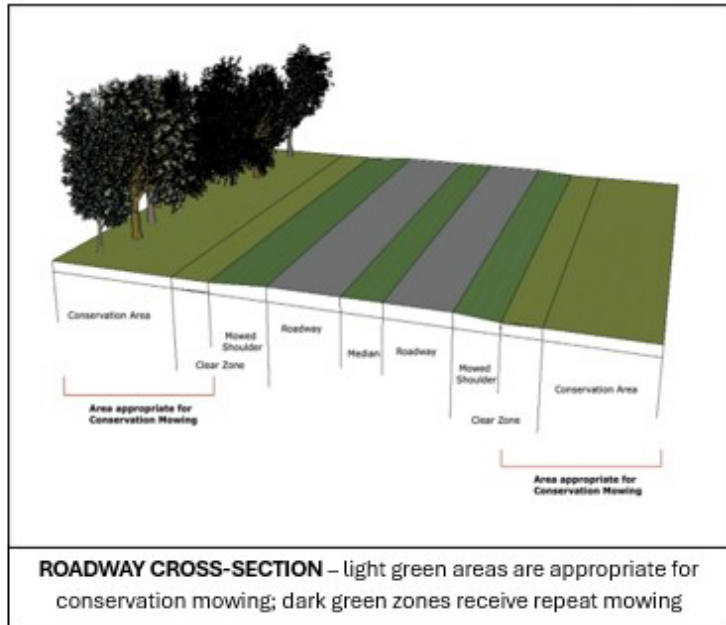 Conservation Area
Mowed
Shoulder
Clear Zone
Roadway
Median
Roadway
Mowed
Shoulder
Clear Zone
Conservation Area
Area appropriate for
Conservation Mowing
Area appropriate for
Conservation Mowing
ROADWAY CROSS-SECTION – light green areas are appropriate for
conservation mowing; dark green zones receive repeat mowing